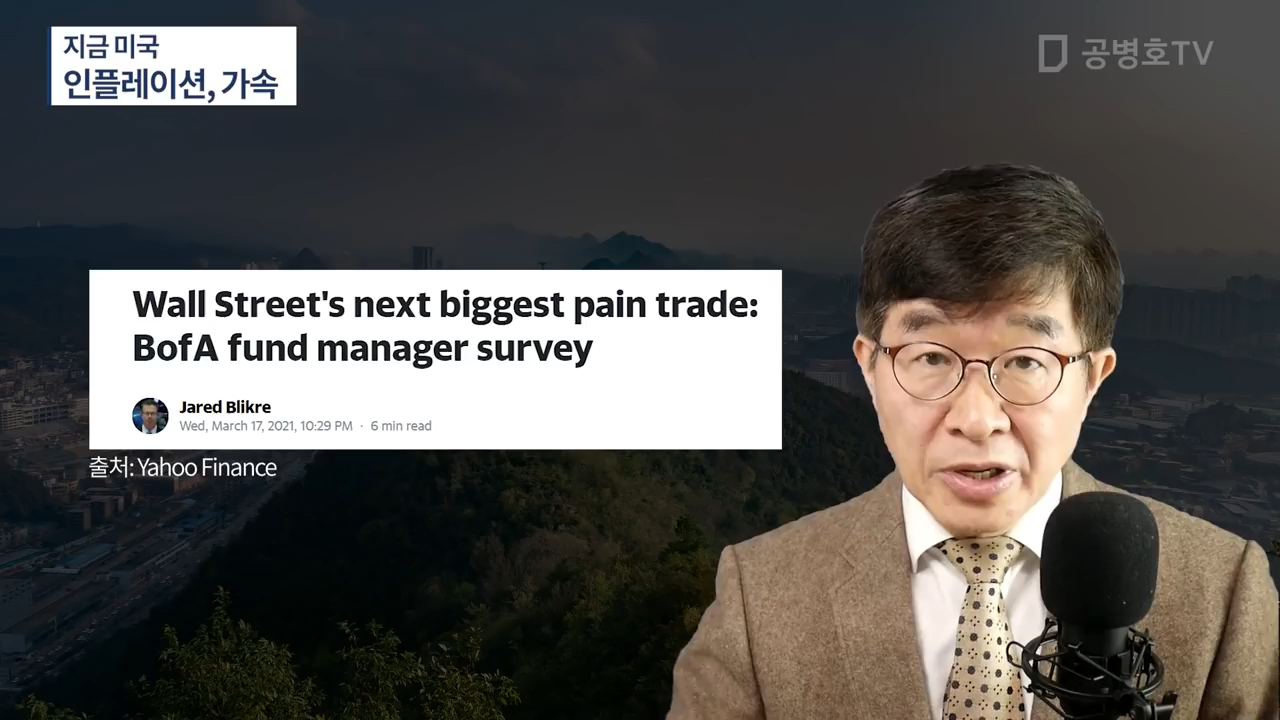 지금 미국
인플레이션, 가속
공병호TV
Wall Street's next biggest pain trade:
BofA fund manager survey
Jared Blikre
Wed, March 17, 2021, 10:29 PM · 6 min read
출처: Yahoo Finance